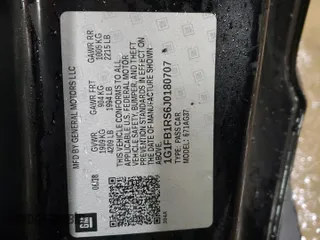 MFD BY GENERAL MOTORS LLC
06/18
GVWR
1909 KG
4209 LB
GAWR FRT
904 KG
1994 LB
GAWR RR
1005 KG
2215 LB
THIS VEHICLE CONFORMS TO ALL
APPLICABLE U.S. FEDERAL MOTOR
VEHICLE SAFETY, BUMPER, AND THEFT
PREVENTION STANDARDS IN EFFECT ON
THE DATE OF MANUFACTURE SHOWN
ABOVE.
1G1FB1RS6J0180707
TYPE: PASS CAR
GM